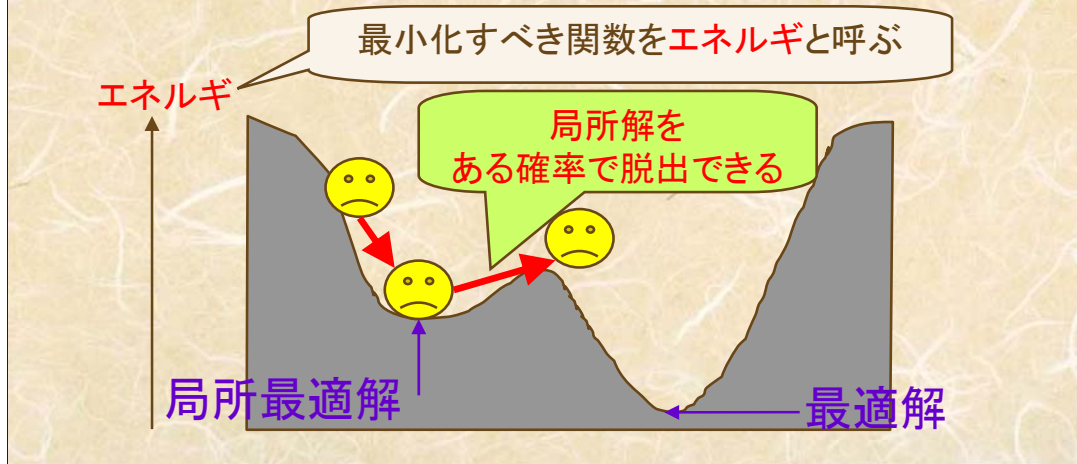 最小化すべき関数をエネルギと呼ぶ
エネルギ
局所解を
ある確率で脱出できる
局所最適解
最適解